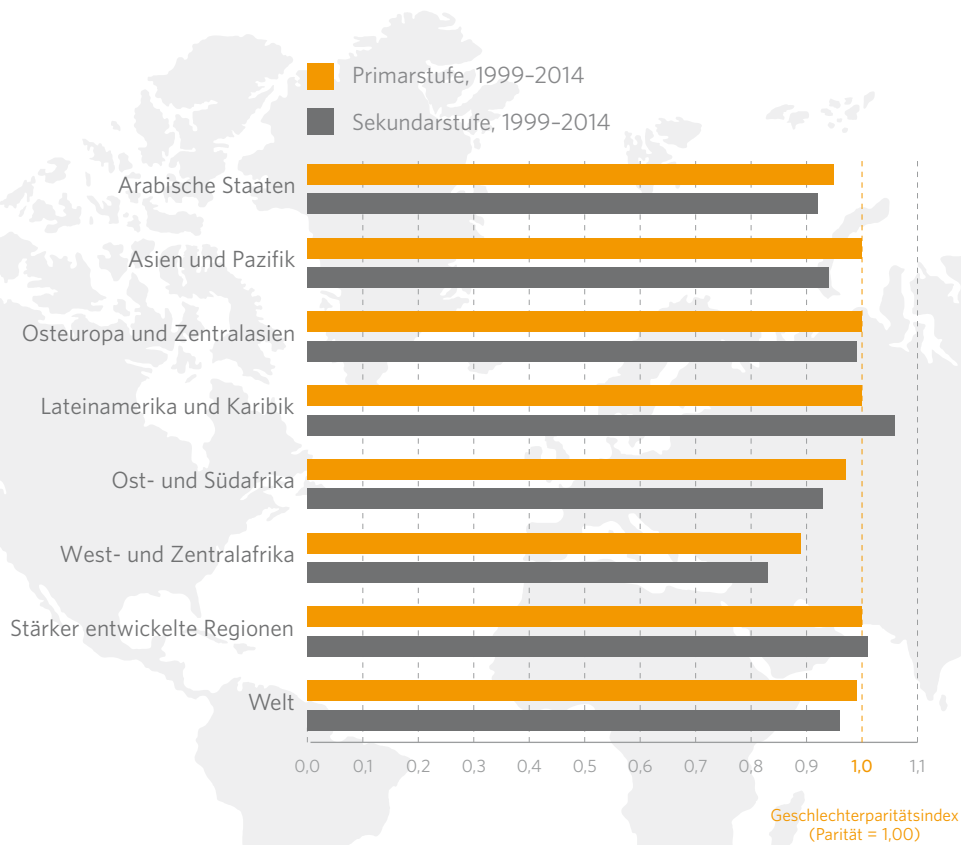 Primarstufe, 1999–2014
Sekundarstufe, 1999–2014
Arabische Staaten
Asien und Pazifik
Osteuropa und Zentralasien
Lateinamerika und Karibik
Ost- und Südafrika
West- und Zentralafrika
Stärker entwickelte Regionen
Welt
0,0 0,1 0,2 0,3 0,4 0,5 0,6 0,7 0,8 0,9 1,0 1,1
Geschlechterparitätsindex
(Parität = 1,00)